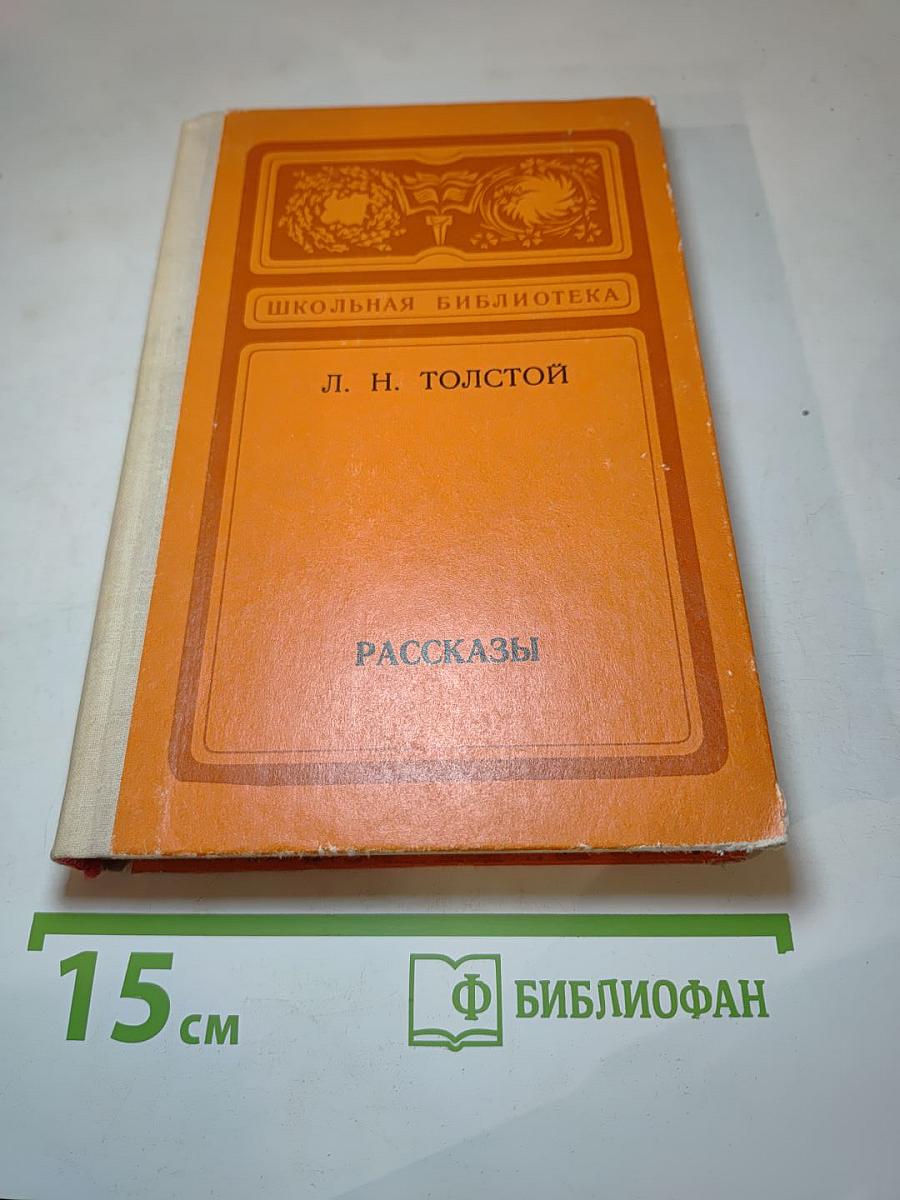 ШКОЛЬНАЯ БИБЛИОТЕКА
Л. Н. ТОЛСТОЙ
РАССКАЗЫ
15 см
Ф БИБЛИОФАН